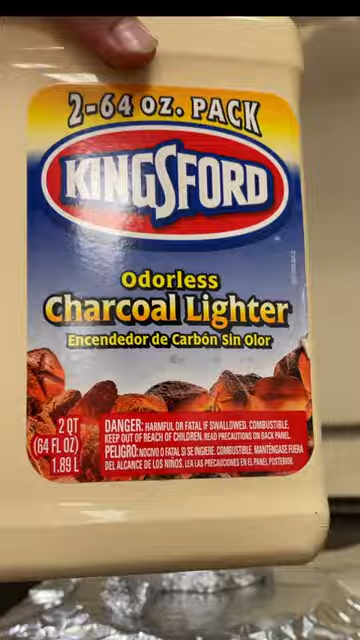 2-64 OZ. PACK
KINGSFORD
Odorless
Charcoal Lighter
Encendedor de Carbón Sin Olor
2 QT
(64 FL OZ)
1.89 L
DANGER: HARMFUL OR FATAL IF SWALLOWED. COMBUSTIBLE.
KEEP OUT OF REACH OF CHILDREN. READ PRECAUTIONS ON BACK PANEL.
PELIGRO: NOCIVO O FATAL SI SE INGIERE. COMBUSTIBLE. MANTÉNGASE FUERA
DEL ALCANCE DE LOS NIÑOS. LEA LAS PRECAUCIONES EN EL PANEL POSTERIOR.